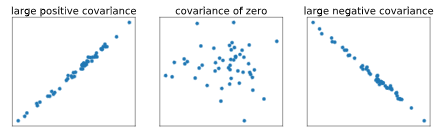 large positive covariance
covariance of zero
large negative covariance